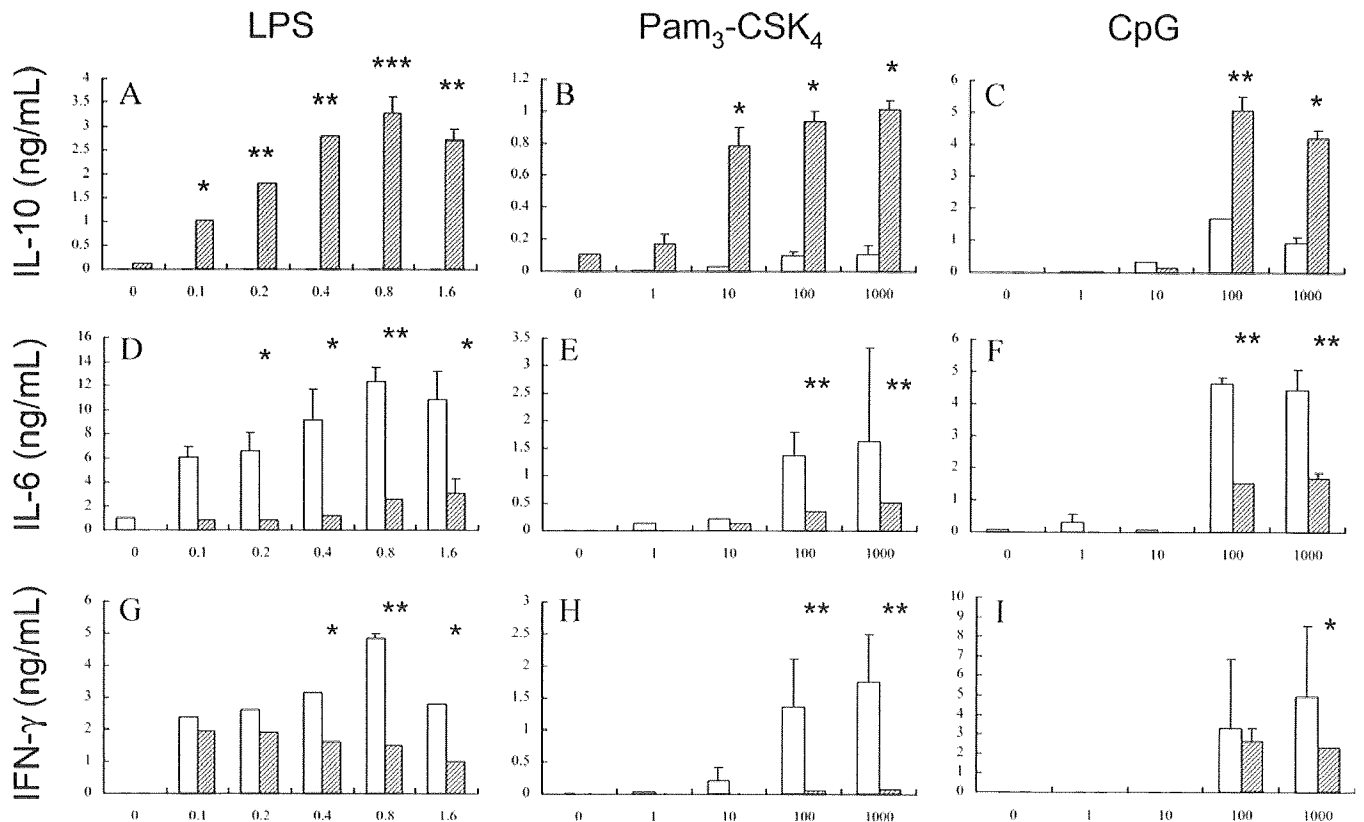 LPS Pam3-CSK4 CpG
IL-10 (ng/mL)
A
* ** ** *** **
4
3.5
3
2.5
2
1.5
1
0.5
0
0 0.1 0.2 0.4 0.8 1.6
B
* * *
1.2
1
0.8
0.6
0.4
0.2
0
0 1 10 100 1000
C
** *
6
5
4
3
2
1
0
0 1 10 100 1000
IL-6 (ng/mL)
D
* * ** *
16
14
12
10
8
6
4
2
0
0 0.1 0.2 0.4 0.8 1.6
E
** **
3.5
3
2.5
2
1.5
1
0.5
0
0 1 10 100 1000
F
** **
6
5
4
3
2
1
0
0 1 10 100 1000
IFN-γ (ng/mL)
G
* ** *
6
5
4
3
2
1
0
0 0.1 0.2 0.4 0.8 1.6
H
** **
3
2.5
2
1.5
1
0.5
0
0 1 10 100 1000
I
*
10
9
8
7
6
5
4
3
2
1
0
0 1 10 100 1000